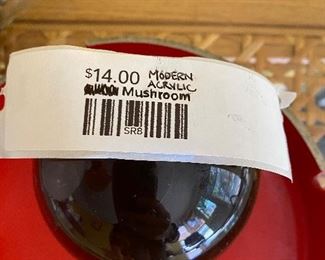 $14.00 MODERN
ACRYLIC
Mushroom
SR8